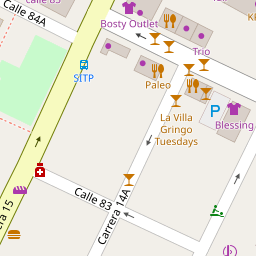 Calle 85
Calle 84A
Bosty Outlet
Trio
SITP
Paleo
P
La Villa
Gringo
Tuesdays
Blessing
Calle 83
Carrera 14A
era 15